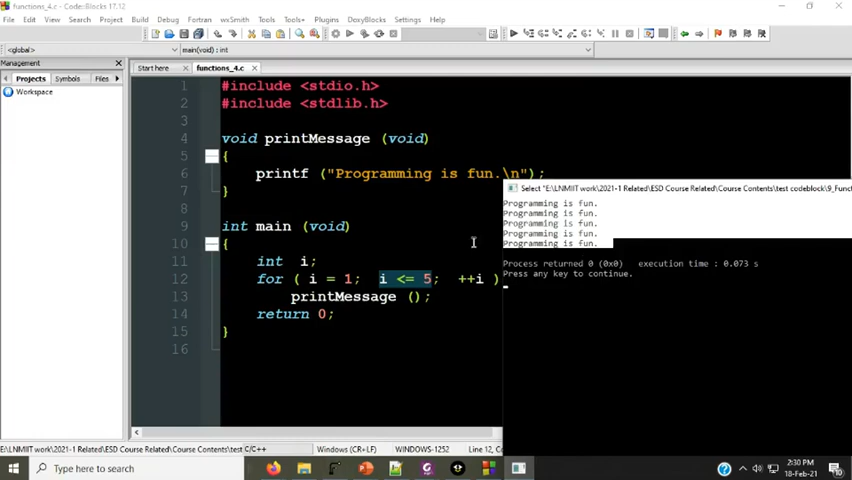 functions_4.c - Code::Blocks 17.12
File Edit View Search Project Build Debug Fortran wxSmith Tools Tools+ Plugins DoxyBlocks Settings Help
<global> main(void) : int
Management
Start here functions_4.c
Projects Symbols Files
Workspace
1 #include <stdio.h>
2 #include <stdlib.h>
3
4 void printMessage (void)
5 {
6 printf ("Programming is fun.\n");
7 }
8
9 int main (void)
10 {
11 int i;
12 for ( i = 1; i <= 5; ++i )
13 printMessage ();
14 return 0;
15 }
16
Select "E:\LNMIIT work\2021-1 Related\ESD Course Related\Course Contents\test codeblock\9_Funct
Programming is fun.
Programming is fun.
Programming is fun.
Programming is fun.
Programming is fun.
Process returned 0 (0x0) execution time : 0.073 s
Press any key to continue.
E:\LNMIIT work\2021-1 Related\ESD Course Related\Course Contents\test C/C++ Windows (CR+LF) WINDOWS-1252 Line 12, C
Type here to search
2:30 PM
18-Feb-21